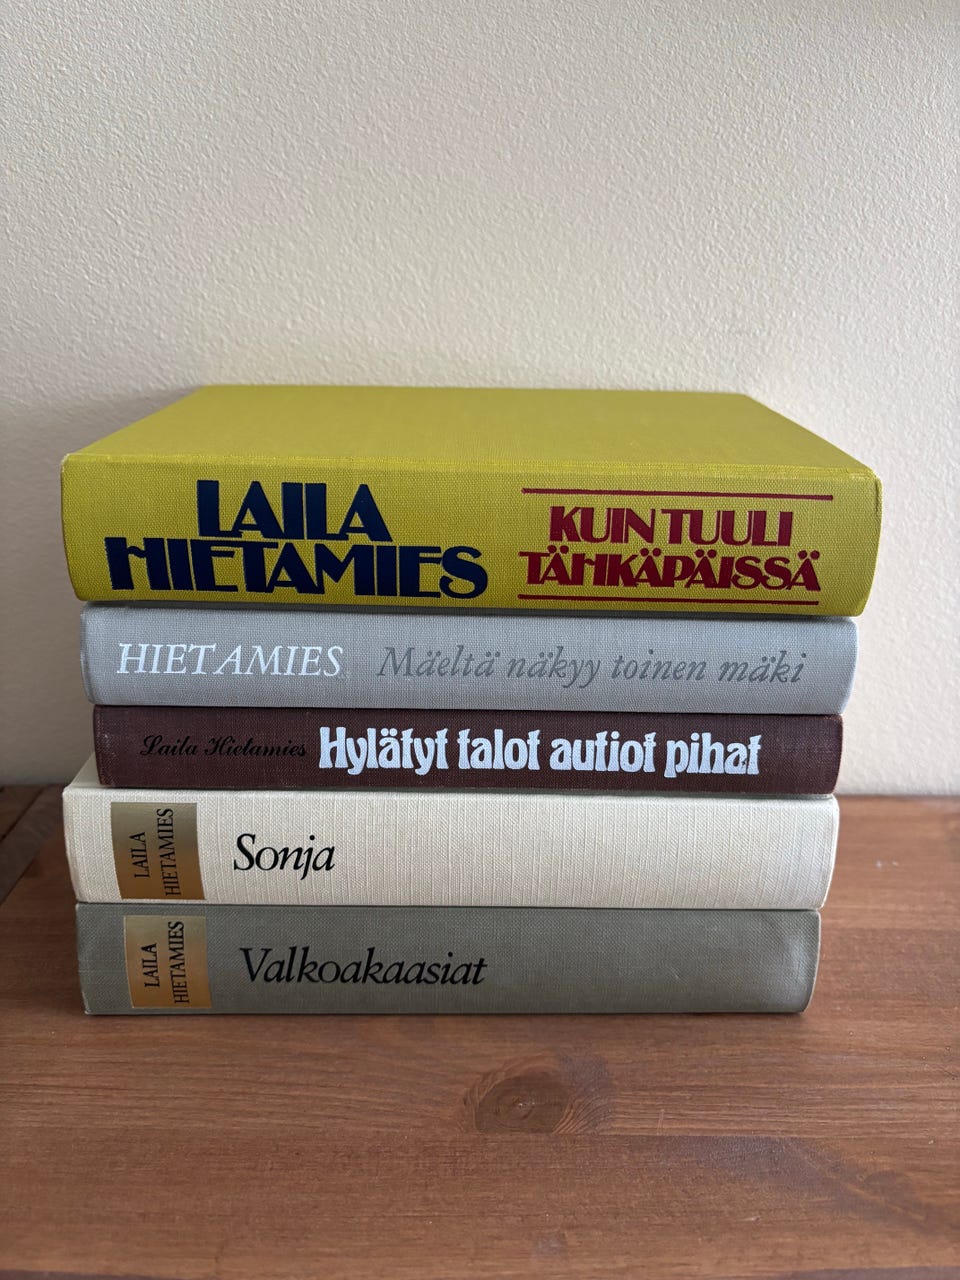 LAILA
HIETAMIES
KUN TUULI
TÄHKÄPÄISSÄ
HIETAMIES Mäeltä näkyy toinen mäki
Laila Hietamies Hylätyt talot autiot pihat
LAILA
HIETAMIES
Sonja
LAILA
HIETAMIES
Valkoakaasiat